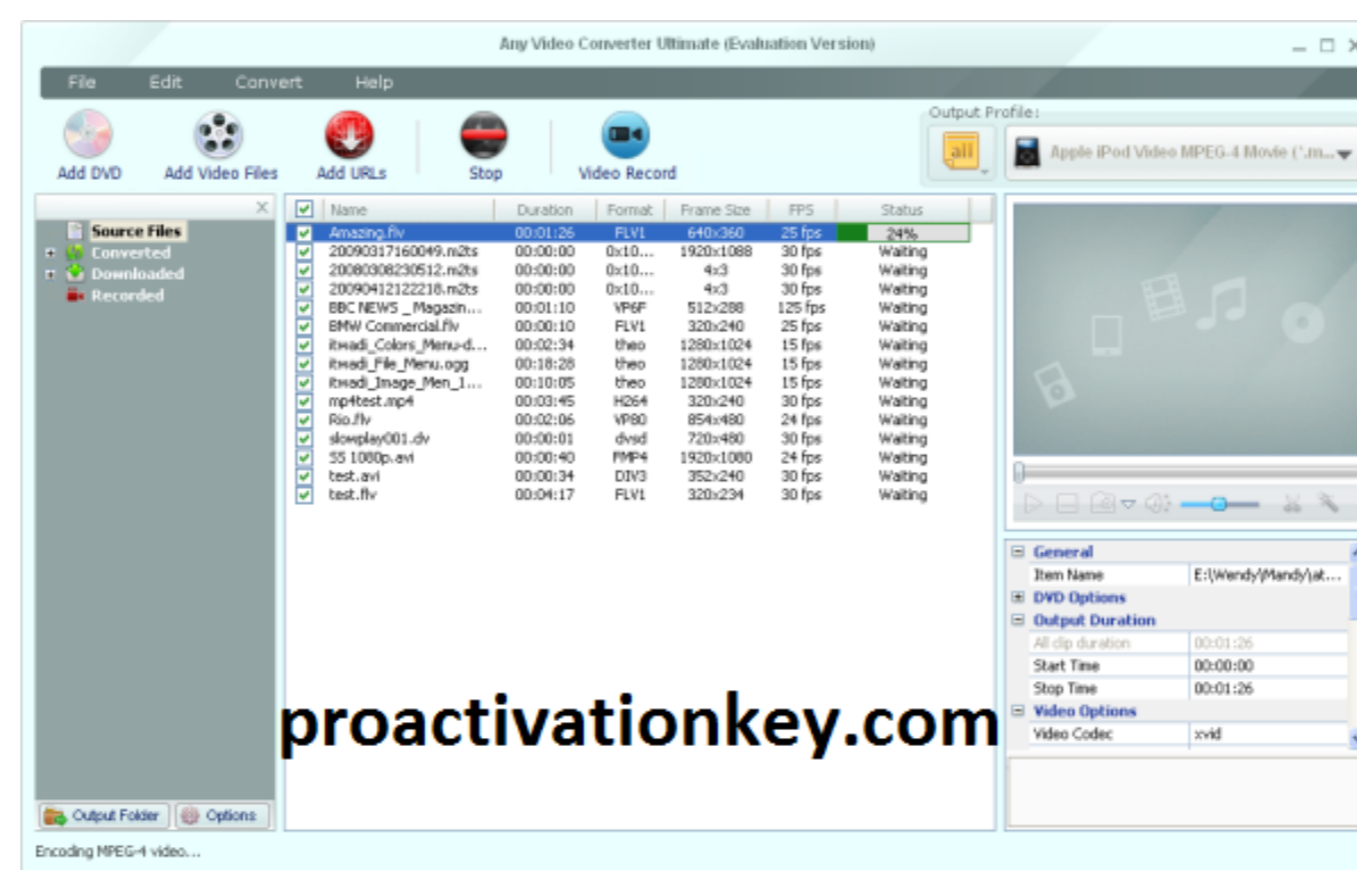 Any Video Converter Ultimate (Evaluation Version)
File Edit Convert Help
Output Profile:
all Apple iPod Video MPEG-4 Movie (*.m...
Add DVD Add Video Files Add URLs Stop Video Record
Source Files
Converted
Downloaded
Recorded
Name Duration Format Frame Size FPS Status
Amazing.flv 00:01:26 FLV1 640x360 25 fps 24%
20090317160049.m2ts 00:00:00 0x10... 1920x1088 30 fps Waiting
20080308230512.m2ts 00:00:00 0x10... 4x3 30 fps Waiting
20090412122218.m2ts 00:00:00 0x10... 4x3 30 fps Waiting
BBC NEWS _ Magazin... 00:01:10 VP6F 512x288 125 fps Waiting
BMW Commercial.flv 00:00:10 FLV1 320x240 25 fps Waiting
itwadi_Colors_Menu-d... 00:02:34 theo 1280x1024 15 fps Waiting
itwadi_File_Menu.ogg 00:18:28 theo 1280x1024 15 fps Waiting
itwadi_Image_Men_1... 00:10:05 theo 1280x1024 15 fps Waiting
mp4test.mp4 00:03:45 H264 320x240 30 fps Waiting
Rio.flv 00:02:06 VP80 854x480 24 fps Waiting
slowplay001.dv 00:00:01 dvsd 720x480 30 fps Waiting
S5 1080p.avi 00:00:40 FMP4 1920x1080 24 fps Waiting
test.avi 00:00:34 DIV3 352x240 30 fps Waiting
test.flv 00:04:17 FLV1 320x234 30 fps Waiting
General
Item Name E:\Wendy\Mandy\at...
DVD Options
Output Duration
All clip duration 00:01:26
Start Time 00:00:00
Stop Time 00:01:26
Video Options
Video Codec xvid
proactivationkey.com
Output Folder Options
Encoding MPEG-4 video...